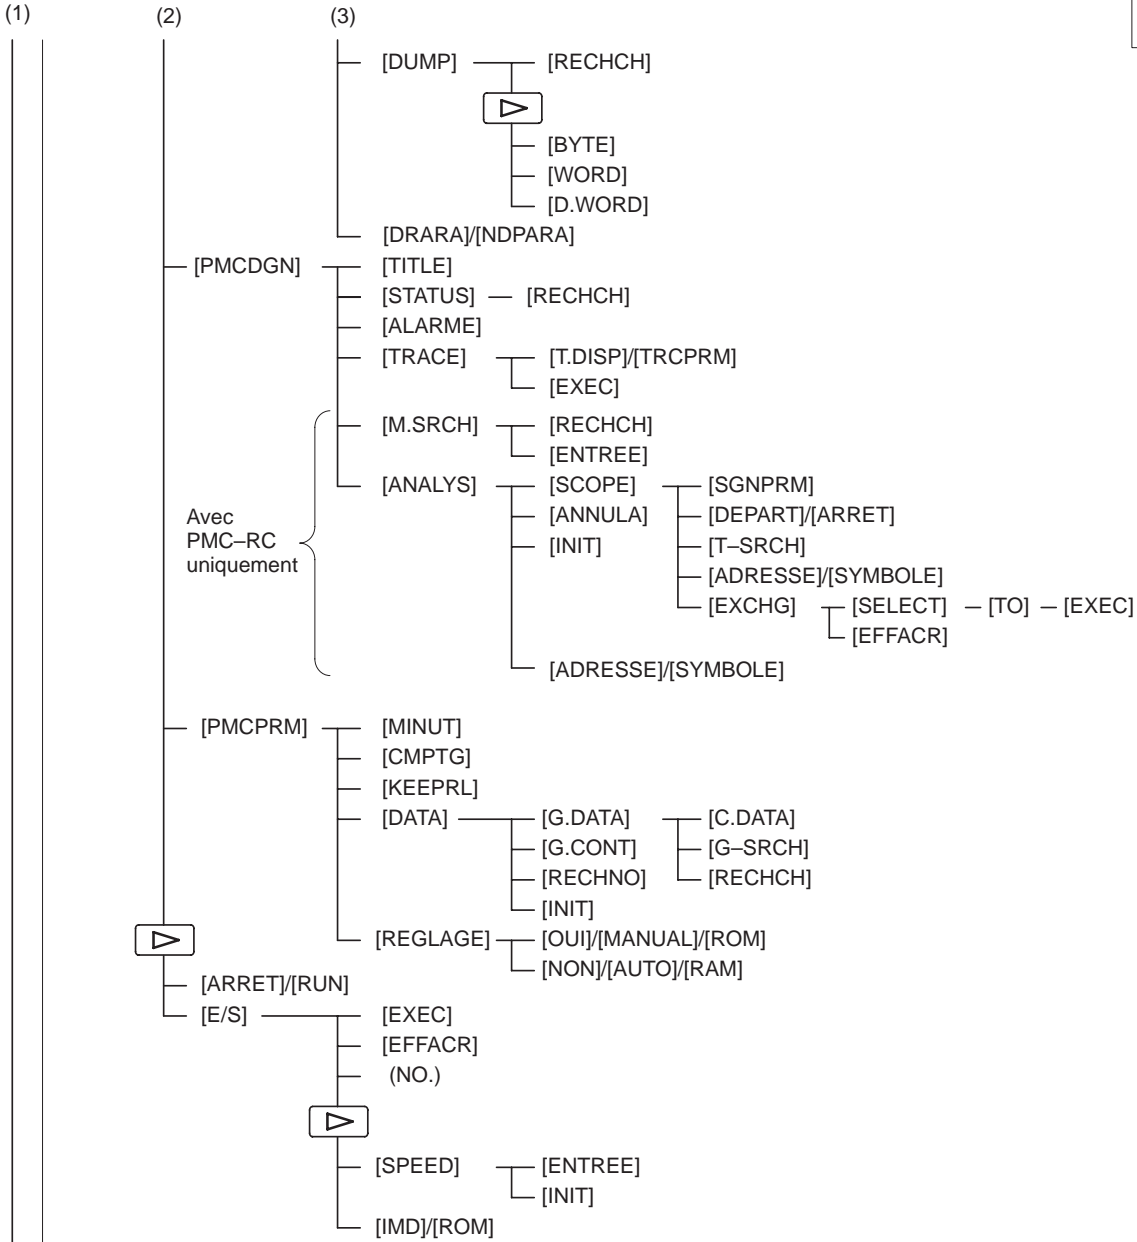 (1) (2) (3)
[DUMP] [RECHCH]
[BYTE]
[WORD]
[D.WORD]
[DRARA]/[NDPARA]
[PMCDGN] [TITLE]
[STATUS] [RECHCH]
[ALARME]
[TRACE] [T.DISP]/[TRCPRM]
[EXEC]
[M.SRCH] [RECHCH]
[ENTREE]
[ANALYS] [SCOPE] [SGNPRM]
Avec [ANNULA] [DEPART]/[ARRET]
PMC–RC [INIT] [T–SRCH]
uniquement [ADRESSE]/[SYMBOLE]
[EXCHG] [SELECT] [TO] [EXEC]
[EFFACR]
[ADRESSE]/[SYMBOLE]
[PMCPRM] [MINUT]
[CMPTG]
[KEEPRL]
[DATA] [G.DATA] [C.DATA]
[G.CONT] [G–SRCH]
[RECHNO] [RECHCH]
[INIT]
[REGLAGE] [OUI]/[MANUAL]/[ROM]
[NON]/[AUTO]/[RAM]
[ARRET]/[RUN]
[E/S] [EXEC]
[EFFACR]
(NO.)
[SPEED] [ENTREE]
[INIT]
[IMD]/[ROM]